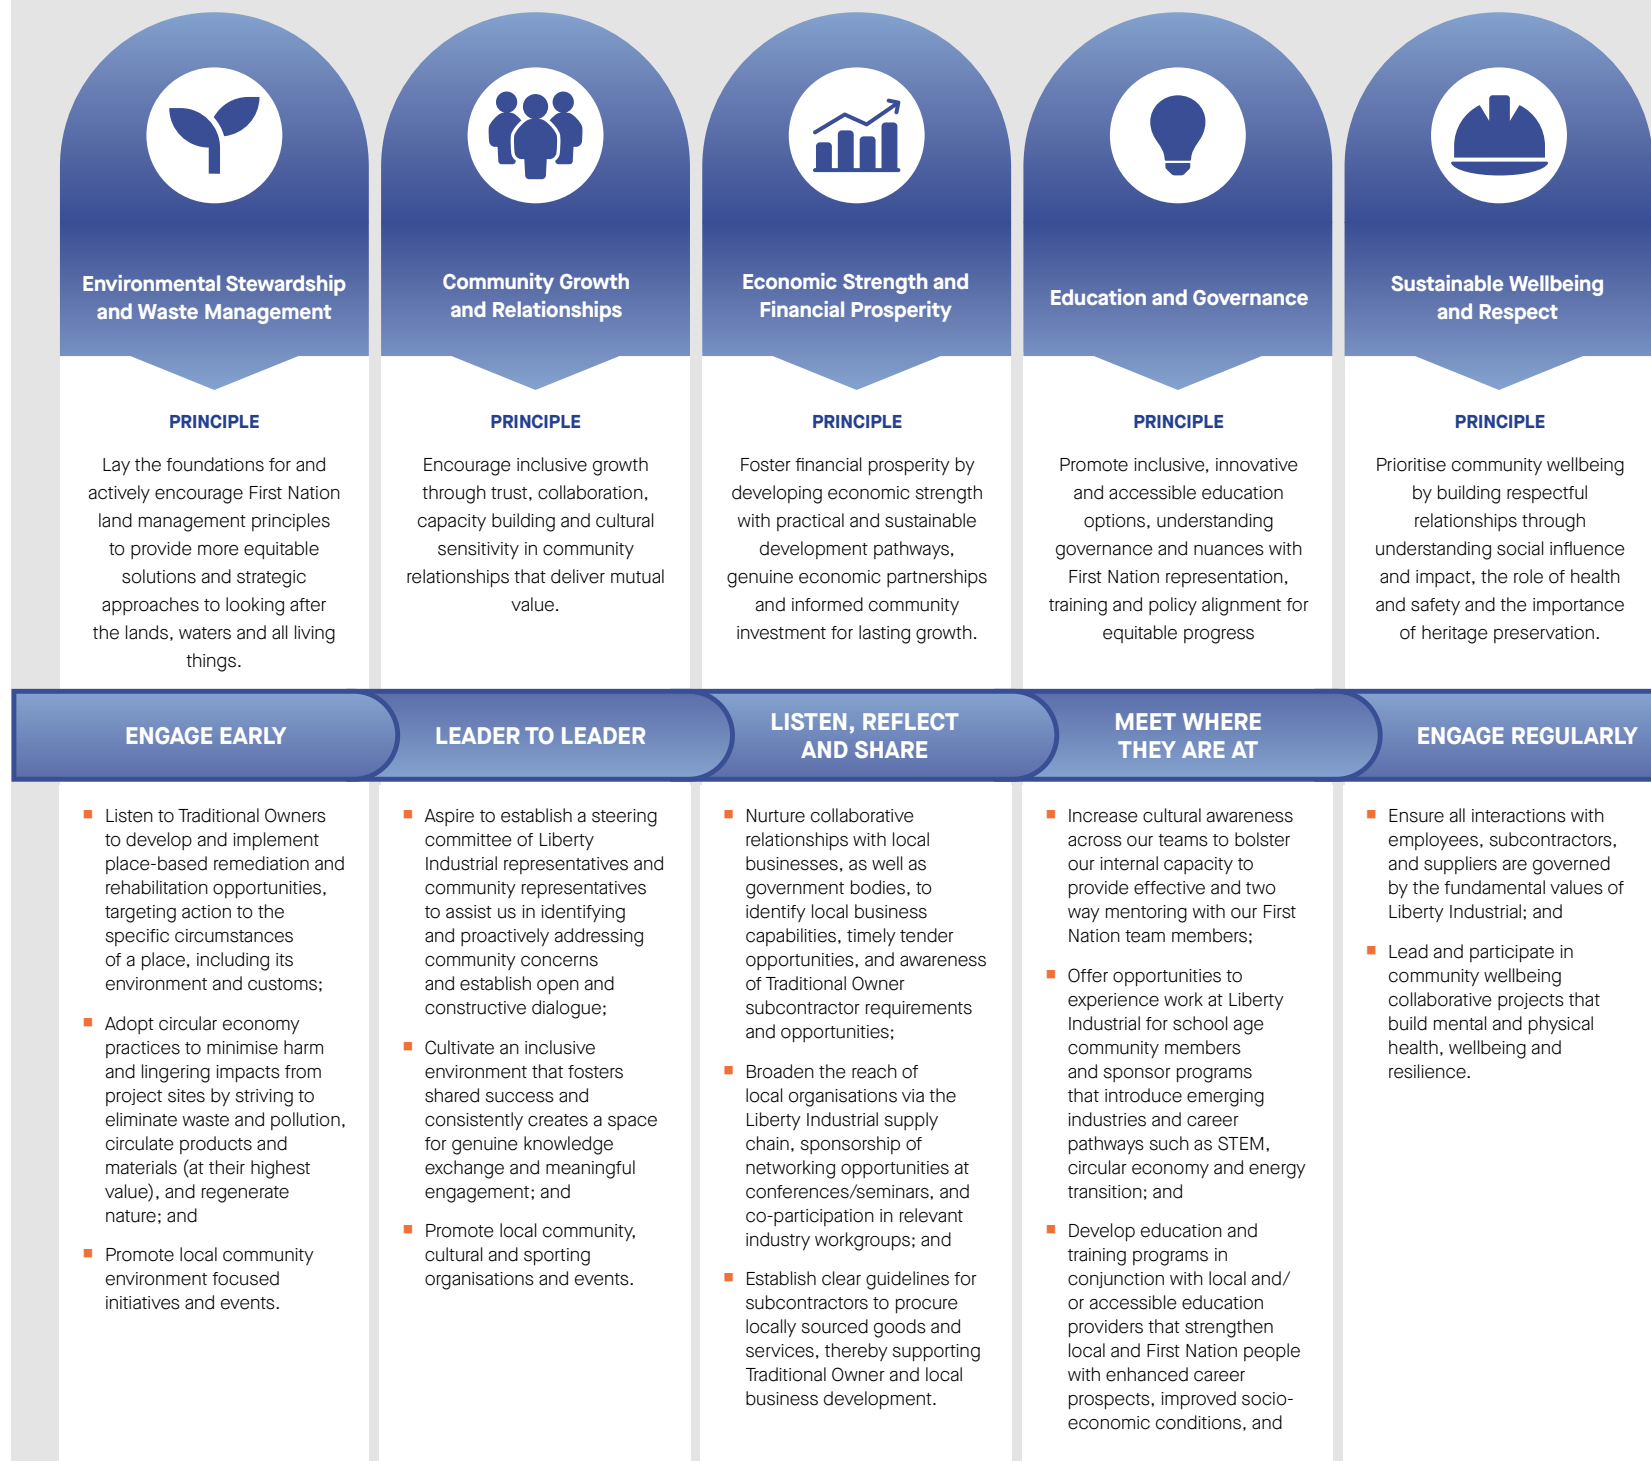 Environmental Stewardship
and Waste Management
Community Growth
and Relationships
Economic Strength and
Financial Prosperity
Education and Governance
Sustainable Wellbeing
and Respect
PRINCIPLE
Lay the foundations for and
actively encourage First Nation
land management principles
to provide more equitable
solutions and strategic
approaches to looking after
the lands, waters and all living
things.
PRINCIPLE
Encourage inclusive growth
through trust, collaboration,
capacity building and cultural
sensitivity in community
relationships that deliver mutual
value.
PRINCIPLE
Foster financial prosperity by
developing economic strength
with practical and sustainable
development pathways,
genuine economic partnerships
and informed community
investment for lasting growth.
PRINCIPLE
Promote inclusive, innovative
and accessible education
options, understanding
governance and nuances with
First Nation representation,
training and policy alignment for
equitable progress
PRINCIPLE
Prioritise community wellbeing
by building respectful
relationships through
understanding social influence
and impact, the role of health
and safety and the importance
of heritage preservation.
ENGAGE EARLY
LEADER TO LEADER
LISTEN, REFLECT
AND SHARE
MEET WHERE
THEY ARE AT
ENGAGE REGULARLY
Listen to Traditional Owners
to develop and implement
place-based remediation and
rehabilitation opportunities,
targeting action to the
specific circumstances
of a place, including its
environment and customs;
Adopt circular economy
practices to minimise harm
and lingering impacts from
project sites by striving to
eliminate waste and pollution,
circulate products and
materials (at their highest
value), and regenerate
nature; and
Promote local community
environment focused
initiatives and events.
Aspire to establish a steering
committee of Liberty
Industrial representatives and
community representatives
to assist us in identifying
and proactively addressing
community concerns
and establish open and
constructive dialogue;
Cultivate an inclusive
environment that fosters
shared success and
consistently creates a space
for genuine knowledge
exchange and meaningful
engagement; and
Promote local community,
cultural and sporting
organisations and events.
Nurture collaborative
relationships with local
businesses, as well as
government bodies, to
identify local business
capabilities, timely tender
opportunities, and awareness
of Traditional Owner
subcontractor requirements
and opportunities;
Broaden the reach of
local organisations via the
Liberty Industrial supply
chain, sponsorship of
networking opportunities at
conferences/seminars, and
co-participation in relevant
industry workgroups; and
Establish clear guidelines for
subcontractors to procure
locally sourced goods and
services, thereby supporting
Traditional Owner and local
business development.
Increase cultural awareness
across our teams to bolster
our internal capacity to
provide effective and two
way mentoring with our First
Nation team members;
Offer opportunities to
experience work at Liberty
Industrial for school age
community members
and sponsor programs
that introduce emerging
industries and career
pathways such as STEM,
circular economy and energy
transition; and
Develop education and
training programs in
conjunction with local and/
or accessible education
providers that strengthen
local and First Nation people
with enhanced career
prospects, improved socio-
economic conditions, and
Ensure all interactions with
employees, subcontractors,
and suppliers are governed
by the fundamental values of
Liberty Industrial; and
Lead and participate in
community wellbeing
collaborative projects that
build mental and physical
health, wellbeing and
resilience.